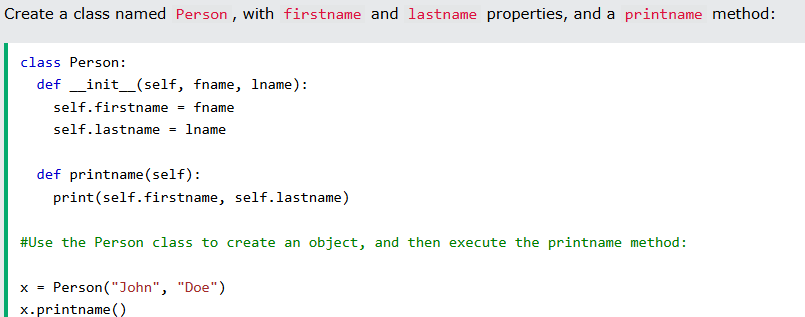 Create a class named Person, with firstname and lastname properties, and a printname method:
class Person:
  def __init__(self, fname, lname):
    self.firstname = fname
    self.lastname = lname

  def printname(self):
    print(self.firstname, self.lastname)

#Use the Person class to create an object, and then execute the printname method:

x = Person("John", "Doe")
x.printname()